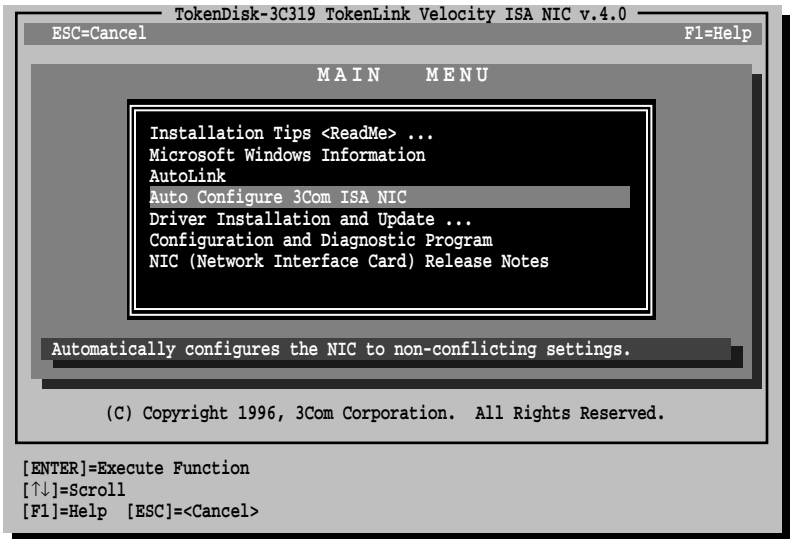 TokenDisk-3C319 TokenLink Velocity ISA NIC v.4.0
ESC=Cancel F1=Help
MAIN MENU
Installation Tips <ReadMe> ...
Microsoft Windows Information
AutoLink
Auto Configure 3Com ISA NIC
Driver Installation and Update ...
Configuration and Diagnostic Program
NIC (Network Interface Card) Release Notes
Automatically configures the NIC to non-conflicting settings.
(C) Copyright 1996, 3Com Corporation. All Rights Reserved.
[ENTER]=Execute Function
[↑↓]=Scroll
[F1]=Help [ESC]=<Cancel>